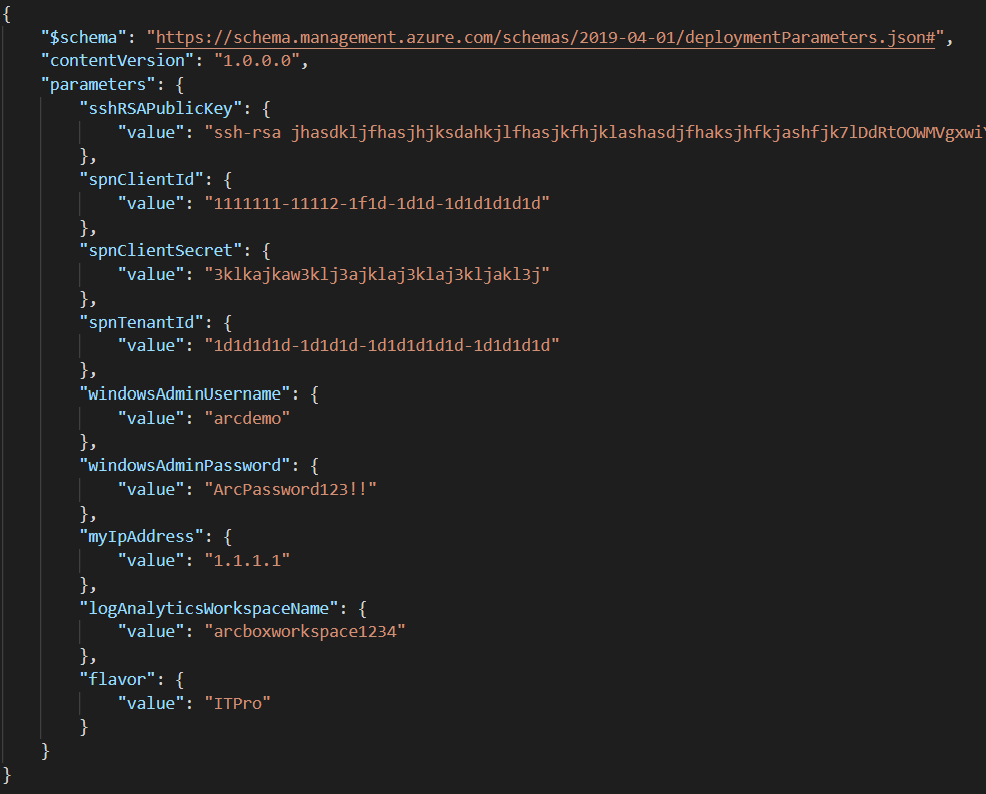 {
    "$schema": "https://schema.management.azure.com/schemas/2019-04-01/deploymentParameters.json#",
    "contentVersion": "1.0.0.0",
    "parameters": {
        "sshRSAPublicKey": {
            "value": "ssh-rsa jhasdkljfhasjhjksdahkjlfhasjkfhjklashasdjfhaksjhfkjashfjk7lDdRtOOWMVgxwiY
        },
        "spnClientId": {
            "value": "1111111-11112-1f1d-1d1d-1d1d1d1d1d"
        },
        "spnClientSecret": {
            "value": "3klkajkaw3klj3ajklaj3klaj3kljakl3j"
        },
        "spnTenantId": {
            "value": "1d1d1d1d-1d1d1d-1d1d1d1d1d-1d1d1d1d"
        },
        "windowsAdminUsername": {
            "value": "arcdemo"
        },
        "windowsAdminPassword": {
            "value": "ArcPassword123!!"
        },
        "myIpAddress": {
            "value": "1.1.1.1"
        },
        "logAnalyticsWorkspaceName": {
            "value": "arcboxworkspace1234"
        },
        "flavor": {
            "value": "ITPro"
        }
    }
}